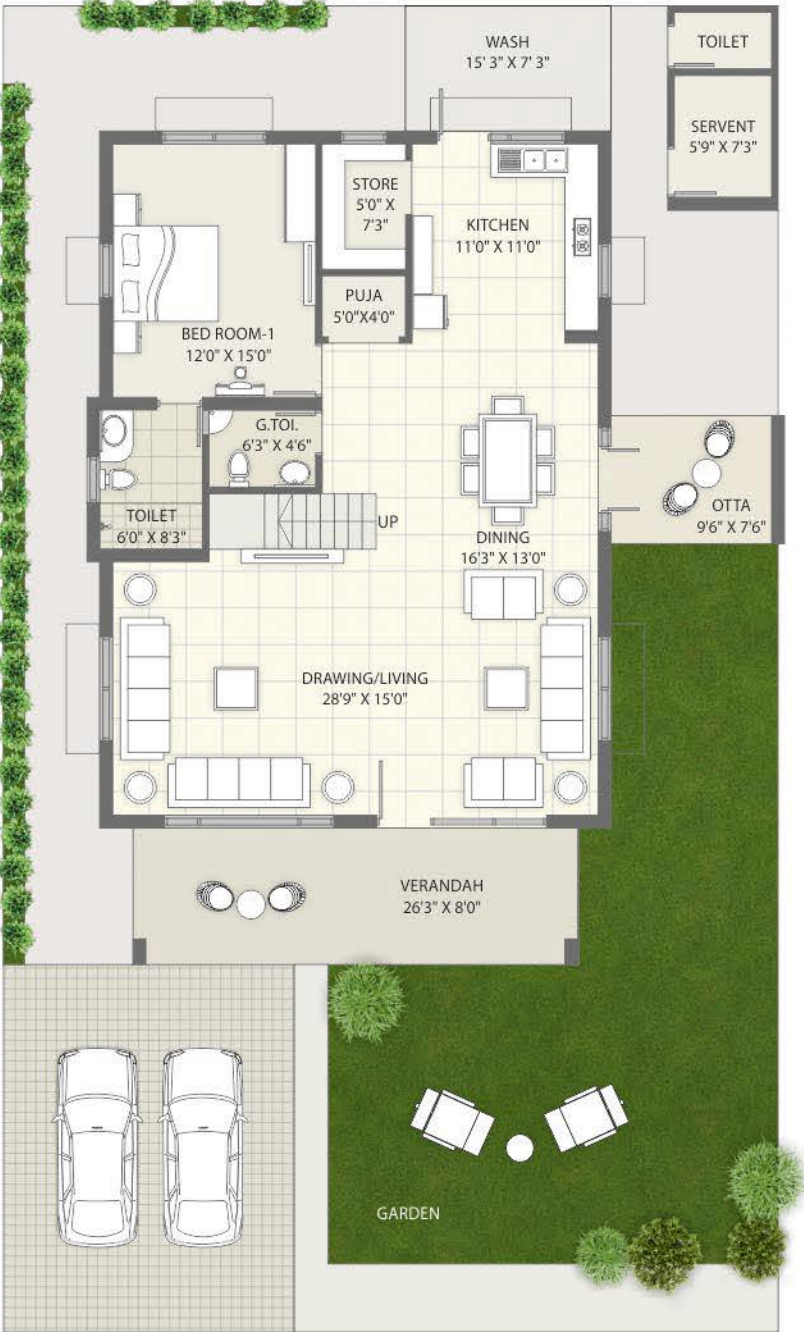 WASH
15' 3" X 7' 3"
TOILET
SERVENT
5'9" X 7'3"
STORE
5'0" X
7'3"
KITCHEN
11'0" X 11'0"
PUJA
5'0"X4'0"
BED ROOM-1
12'0" X 15'0"
G.TOI.
6'3" X 4'6"
TOILET
6'0" X 8'3"
UP
DINING
16'3" X 13'0"
OTTA
9'6" X 7'6"
DRAWING/LIVING
28'9" X 15'0"
VERANDAH
26'3" X 8'0"
GARDEN